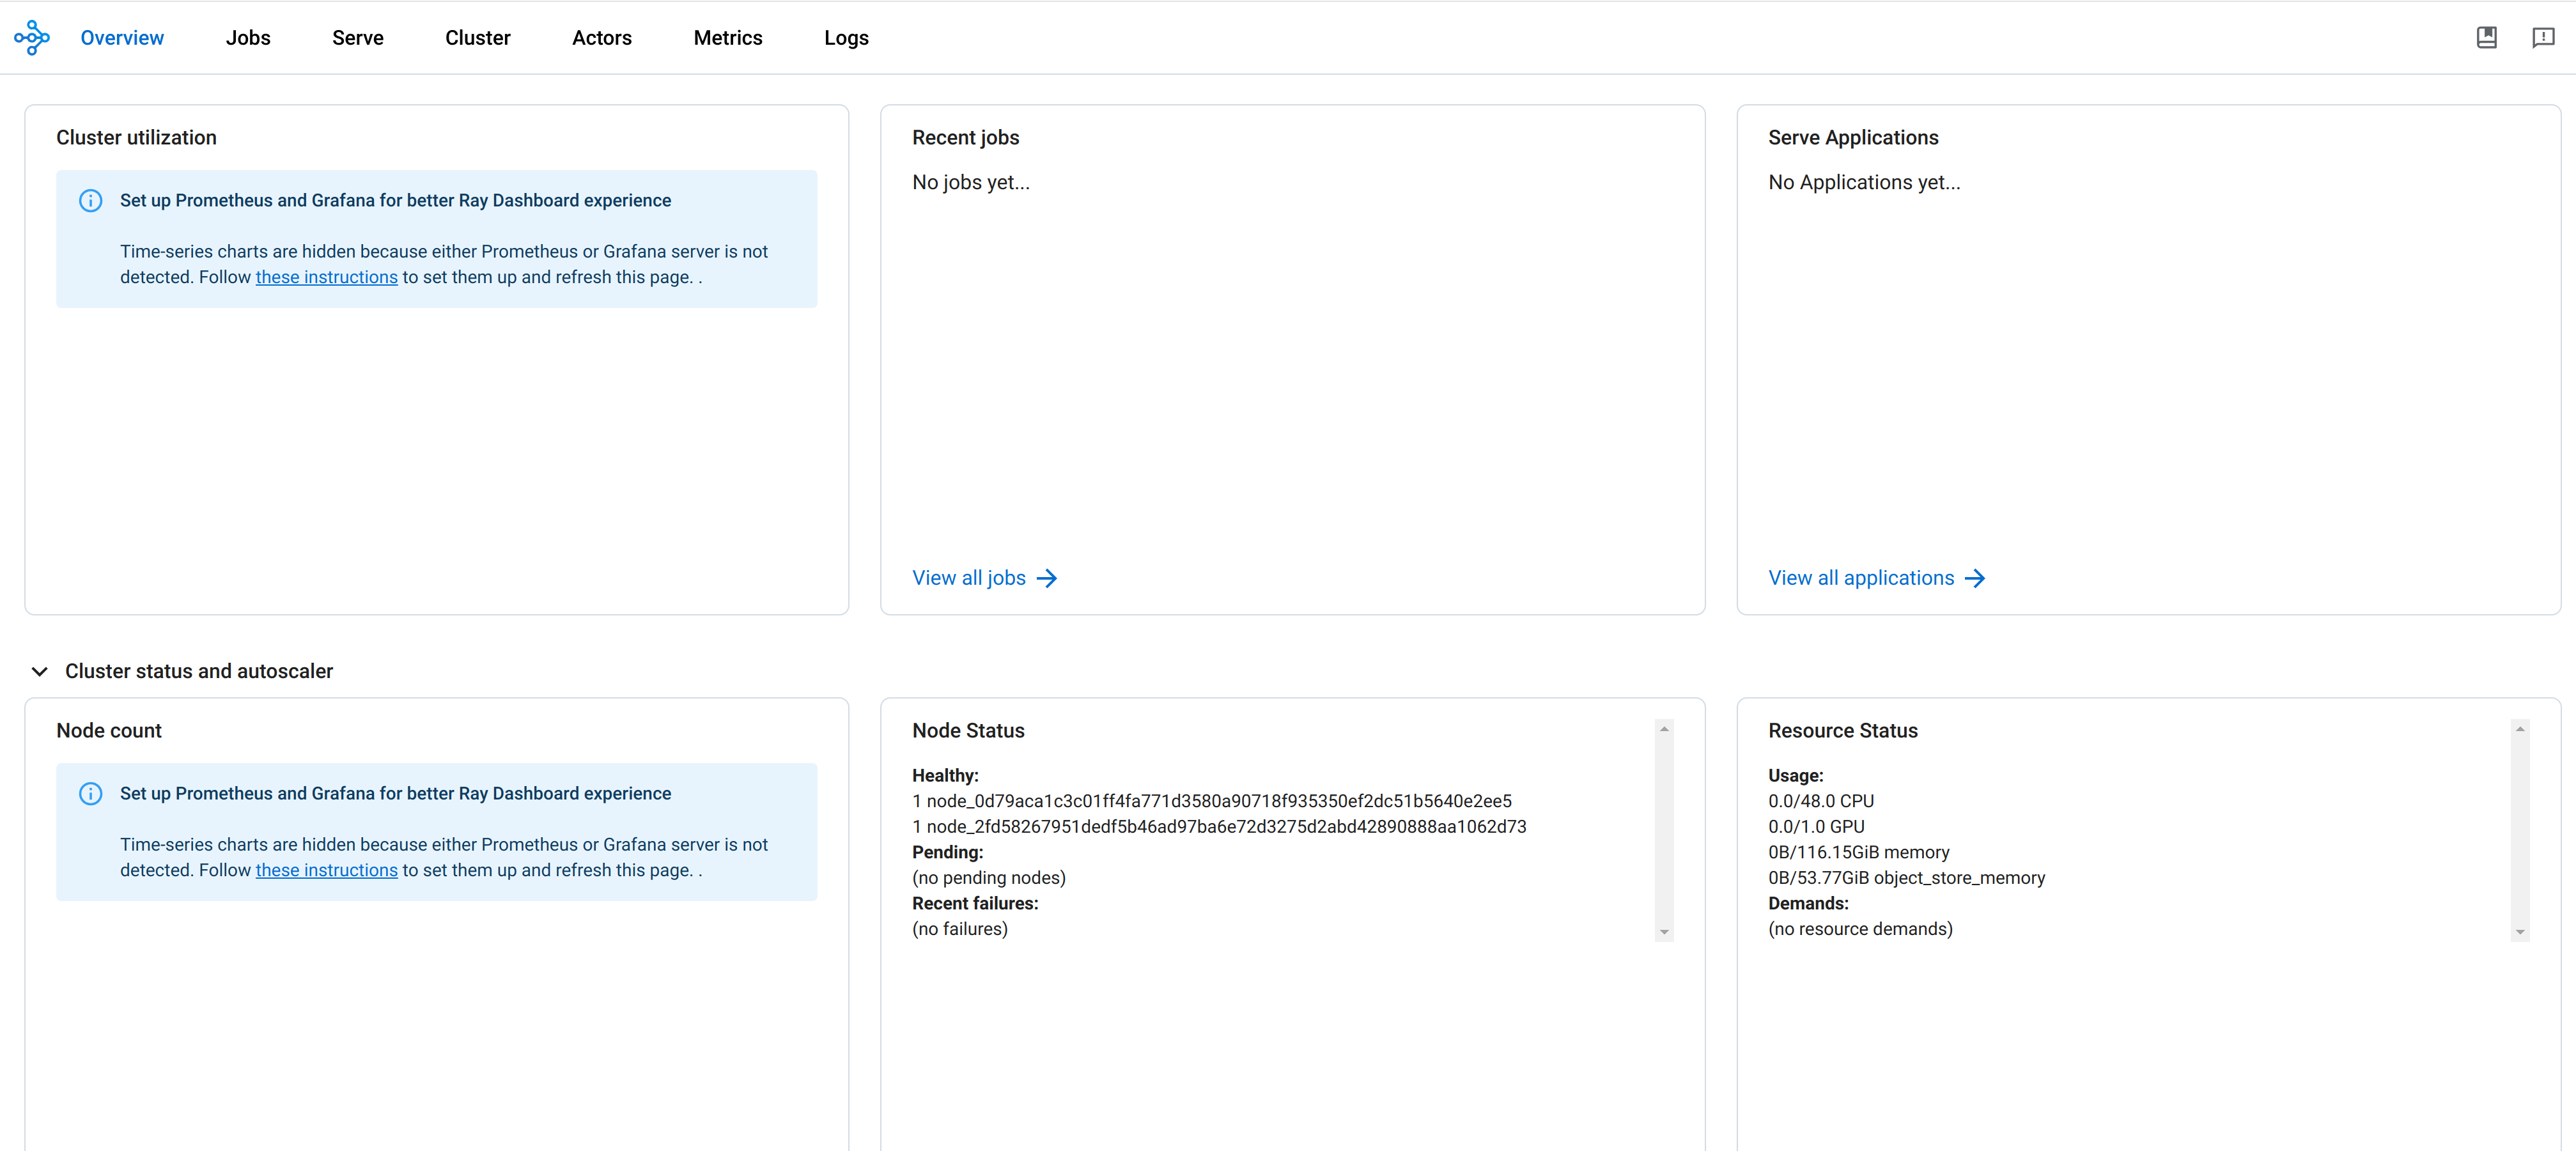 Overview Jobs Serve Cluster Actors Metrics Logs
Cluster utilization
Set up Prometheus and Grafana for better Ray Dashboard experience
Time-series charts are hidden because either Prometheus or Grafana server is not
detected. Follow these instructions to set them up and refresh this page. .
Recent jobs
No jobs yet...
View all jobs
Serve Applications
No Applications yet...
View all applications
Cluster status and autoscaler
Node count
Set up Prometheus and Grafana for better Ray Dashboard experience
Time-series charts are hidden because either Prometheus or Grafana server is not
detected. Follow these instructions to set them up and refresh this page. .
Node Status
Healthy:
1 node_0d79aca1c3c01ff4fa771d3580a90718f935350ef2dc51b5640e2ee5
1 node_2fd58267951dedf5b46ad97ba6e72d3275d2abd42890888aa1062d73
Pending:
(no pending nodes)
Recent failures:
(no failures)
Resource Status
Usage:
0.0/48.0 CPU
0.0/1.0 GPU
0B/116.15GiB memory
0B/53.77GiB object_store_memory
Demands:
(no resource demands)